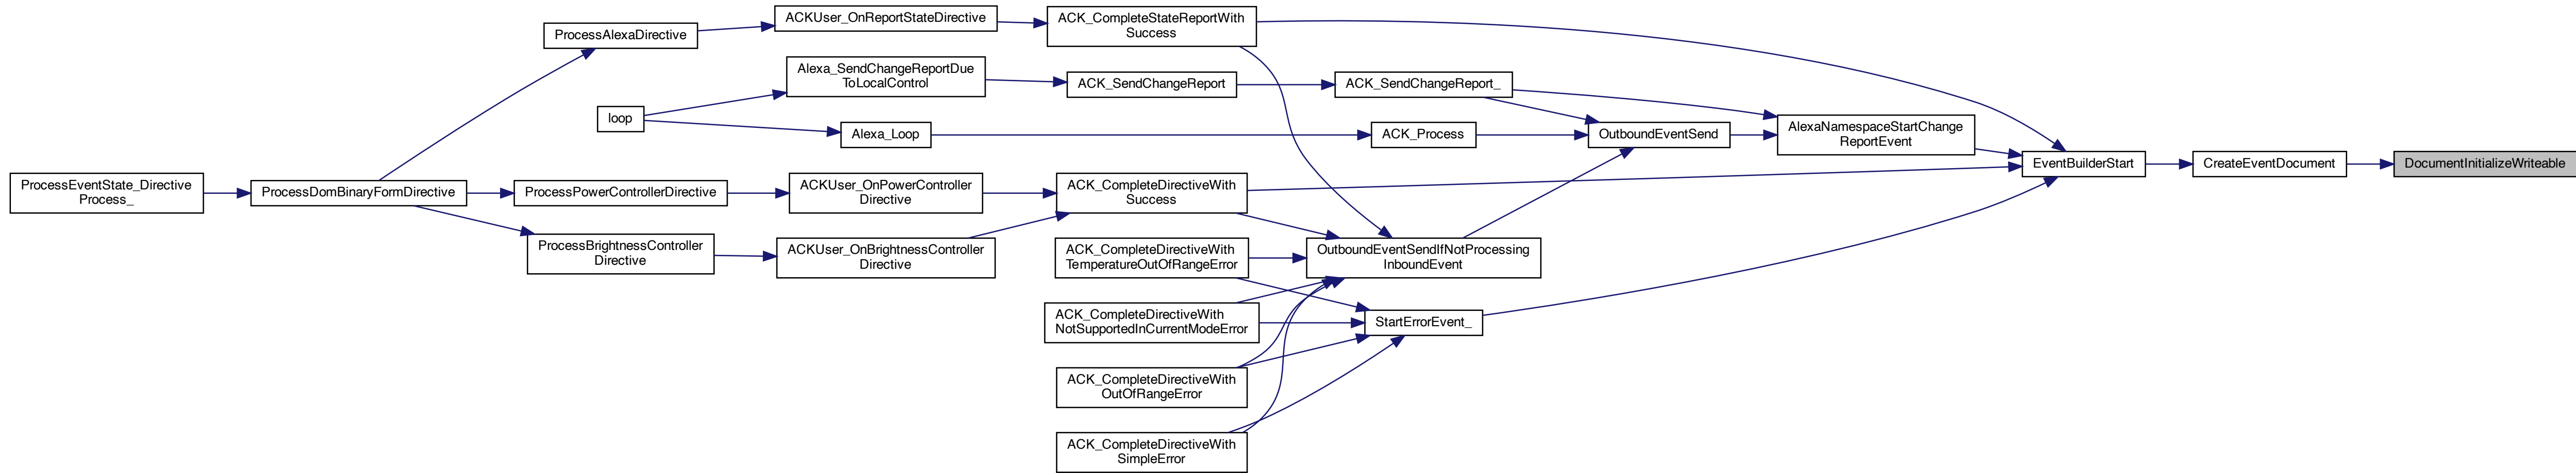 ACKUser_OnReportStateDirective
ACK_CompleteStateReportWith
Success
ProcessAlexaDirective
Alexa_SendChangeReportDue
ToLocalControl
ACK_SendChangeReport
ACK_SendChangeReport_
loop
Alexa_Loop
ACK_Process
OutboundEventSend
AlexaNamespaceStartChange
ReportEvent
EventBuilderStart
CreateEventDocument
DocumentInitializeWriteable
ProcessEventState_Directive
Process_
ProcessDomBinaryFormDirective
ProcessPowerControllerDirective
ACKUser_OnPowerController
Directive
ACK_CompleteDirectiveWith
Success
ProcessBrightnessController
Directive
ACKUser_OnBrightnessController
Directive
ACK_CompleteDirectiveWith
TemperatureOutOfRangeError
OutboundEventSendIfNotProcessing
InboundEvent
ACK_CompleteDirectiveWith
NotSupportedInCurrentModeError
StartErrorEvent_
ACK_CompleteDirectiveWith
OutOfRangeError
ACK_CompleteDirectiveWith
SimpleError